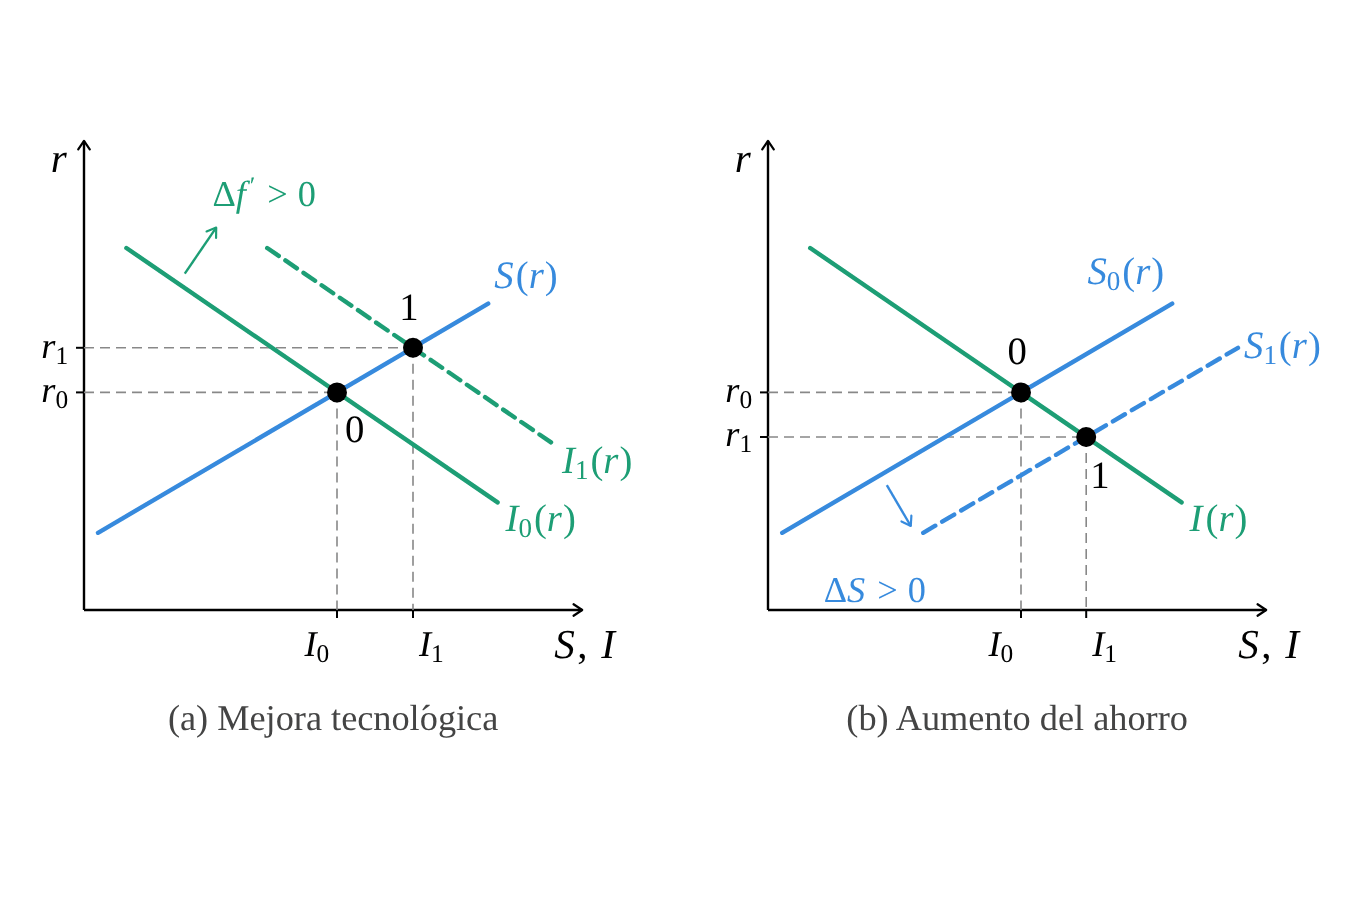 r
Δf′ > 0
S(r)
1
r₁
r₀
0
I₁(r)
I₀(r)
I₀
I₁
S, I
(a) Mejora tecnológica
r
S₀(r)
0
S₁(r)
r₀
r₁
1
I(r)
ΔS > 0
I₀
I₁
S, I
(b) Aumento del ahorro